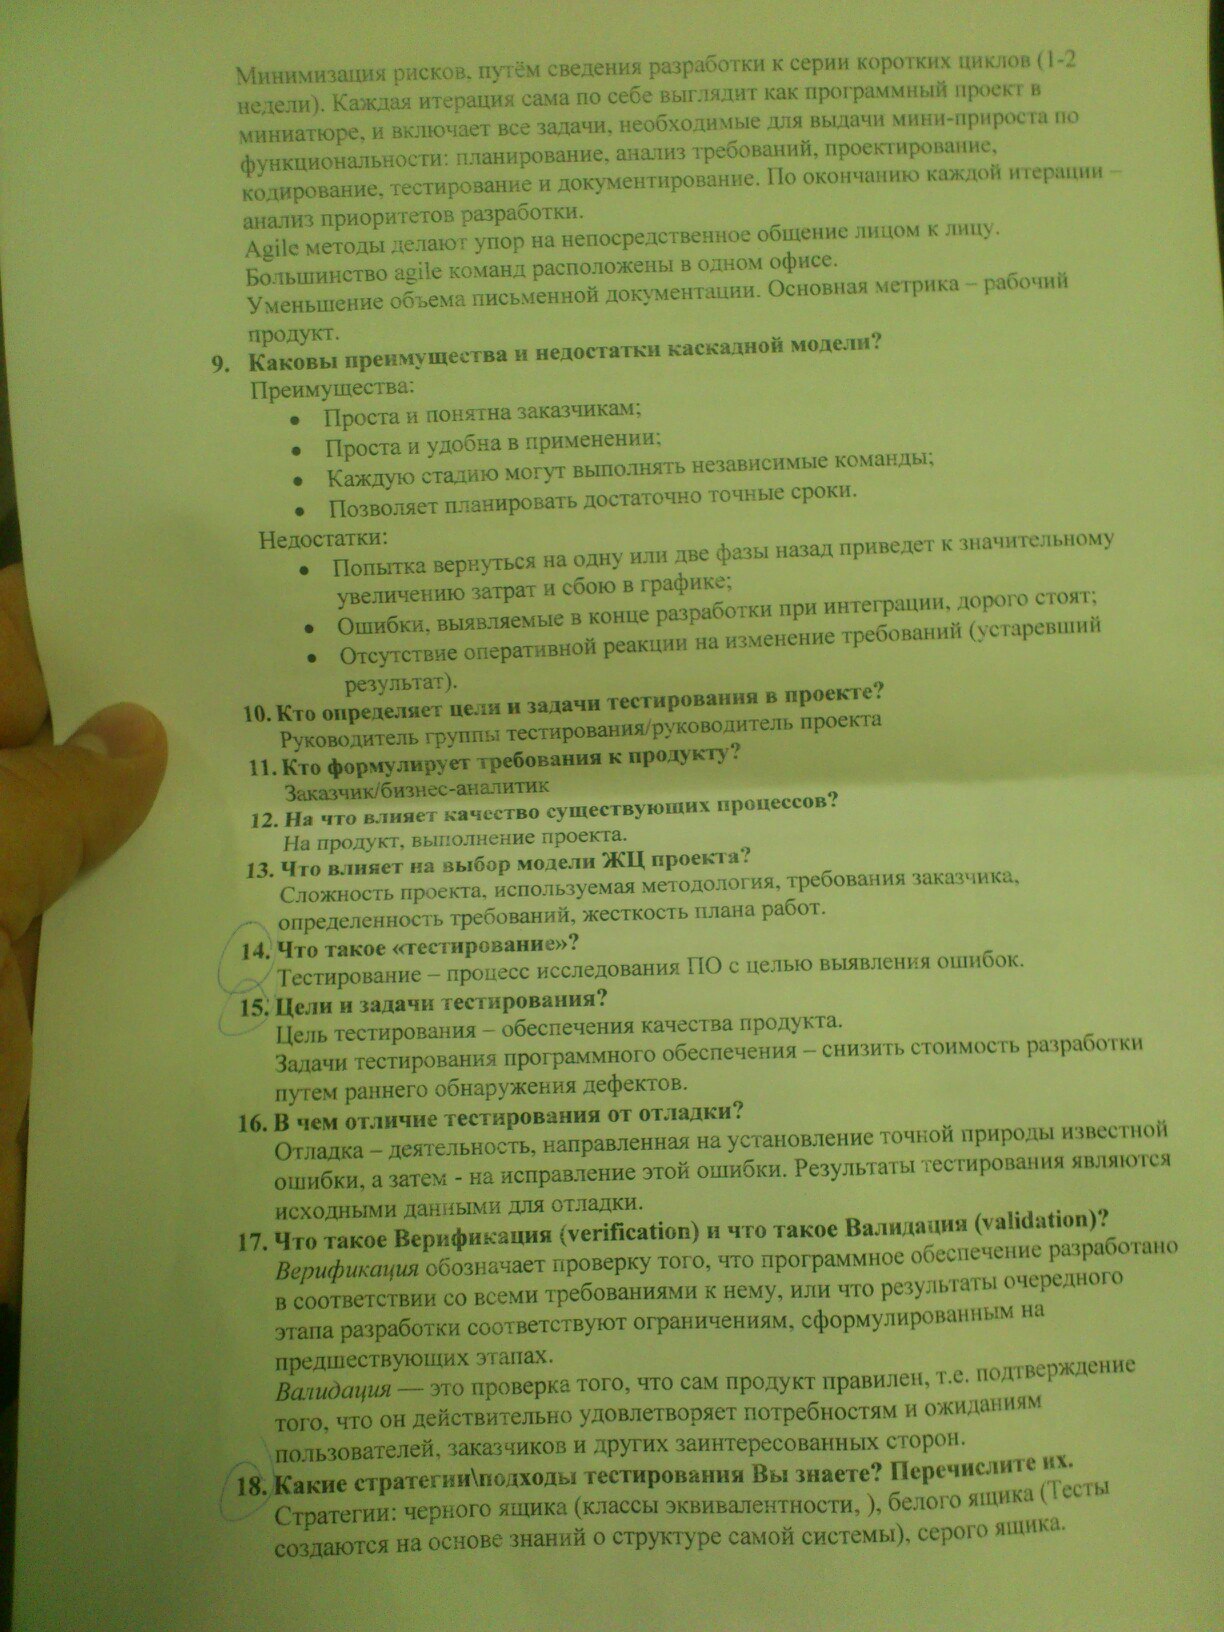 Минимизация рисков, путём сведения разработки к серии коротких циклов (1-2
недели). Каждая итерация сама по себе выглядит как программный проект в
миниатюре, и включает все задачи, необходимые для выдачи мини-прироста по
функциональности: планирование, анализ требований, проектирование,
кодирование, тестирование и документирование. По окончанию каждой итерации –
анализ приоритетов разработки.
Agile методы делают упор на непосредственное общение лицом к лицу.
Большинство agile команд расположены в одном офисе.
Уменьшение объема письменной документации. Основная метрика – рабочий
продукт.
9. Каковы преимущества и недостатки каскадной модели?
Преимущества:
• Проста и понятна заказчикам;
• Проста и удобна в применении;
• Каждую стадию могут выполнять независимые команды;
• Позволяет планировать достаточно точные сроки.
Недостатки:
• Попытка вернуться на одну или две фазы назад приведет к значительному
увеличению затрат и сбою в графике;
• Ошибки, выявляемые в конце разработки при интеграции, дорого стоят;
• Отсутствие оперативной реакции на изменение требований (устаревший
результат).
10. Кто определяет цели и задачи тестирования в проекте?
Руководитель группы тестирования/руководитель проекта
11. Кто формулирует требования к продукту?
Заказчик/бизнес-аналитик
12. На что влияет качество существующих процессов?
На продукт, выполнение проекта.
13. Что влияет на выбор модели ЖЦ проекта?
Сложность проекта, используемая методология, требования заказчика,
определенность требований, жесткость плана работ.
14. Что такое «тестирование»?
Тестирование – процесс исследования ПО с целью выявления ошибок.
15. Цели и задачи тестирования?
Цель тестирования – обеспечения качества продукта.
Задачи тестирования программного обеспечения – снизить стоимость разработки
путем раннего обнаружения дефектов.
16. В чем отличие тестирования от отладки?
Отладка – деятельность, направленная на установление точной природы известной
ошибки, а затем - на исправление этой ошибки. Результаты тестирования являются
исходными данными для отладки.
17. Что такое Верификация (verification) и что такое Валидация (validation)?
Верификация обозначает проверку того, что программное обеспечение разработано
в соответствии со всеми требованиями к нему, или что результаты очередного
этапа разработки соответствуют ограничениям, сформулированным на
предшествующих этапах.
Валидация — это проверка того, что сам продукт правилен, т.е. подтверждение
того, что он действительно удовлетворяет потребностям и ожиданиям
пользователей, заказчиков и других заинтересованных сторон.
18. Какие стратегии\подходы тестирования Вы знаете? Перечислите их.
Стратегии: черного ящика (классы эквивалентности, ), белого ящика (Тесты
создаются на основе знаний о структуре самой системы), серого ящика.